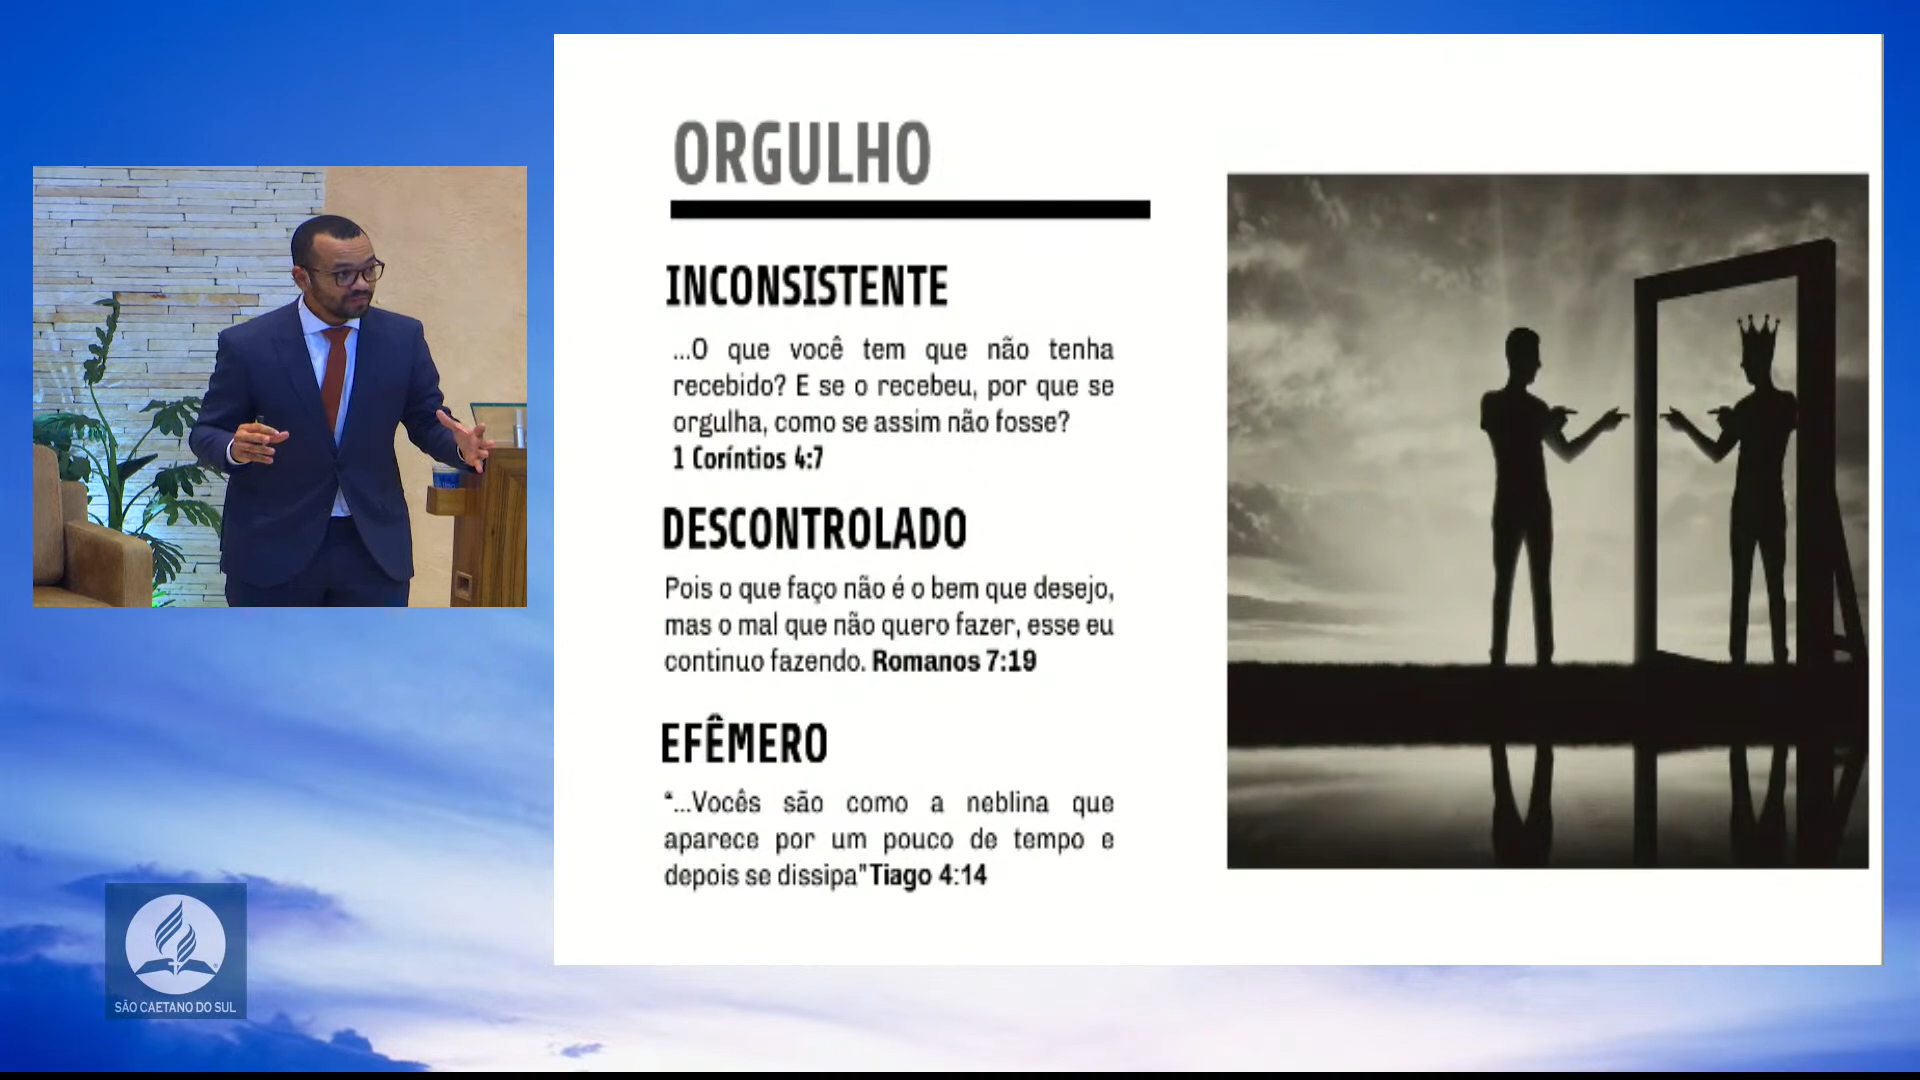 ORGULHO
INCONSISTENTE
...O que você tem que não tenha
recebido? E se o recebeu, por que se
orgulha, como se assim não fosse?
1 Coríntios 4:7
DESCONTROLADO
Pois o que faço não é o bem que desejo,
mas o mal que não quero fazer, esse eu
continuo fazendo. Romanos 7:19
EFÊMERO
“...Vocês são como a neblina que
aparece por um pouco de tempo e
depois se dissipa"Tiago 4:14
SÃO CAETANO DO SUL